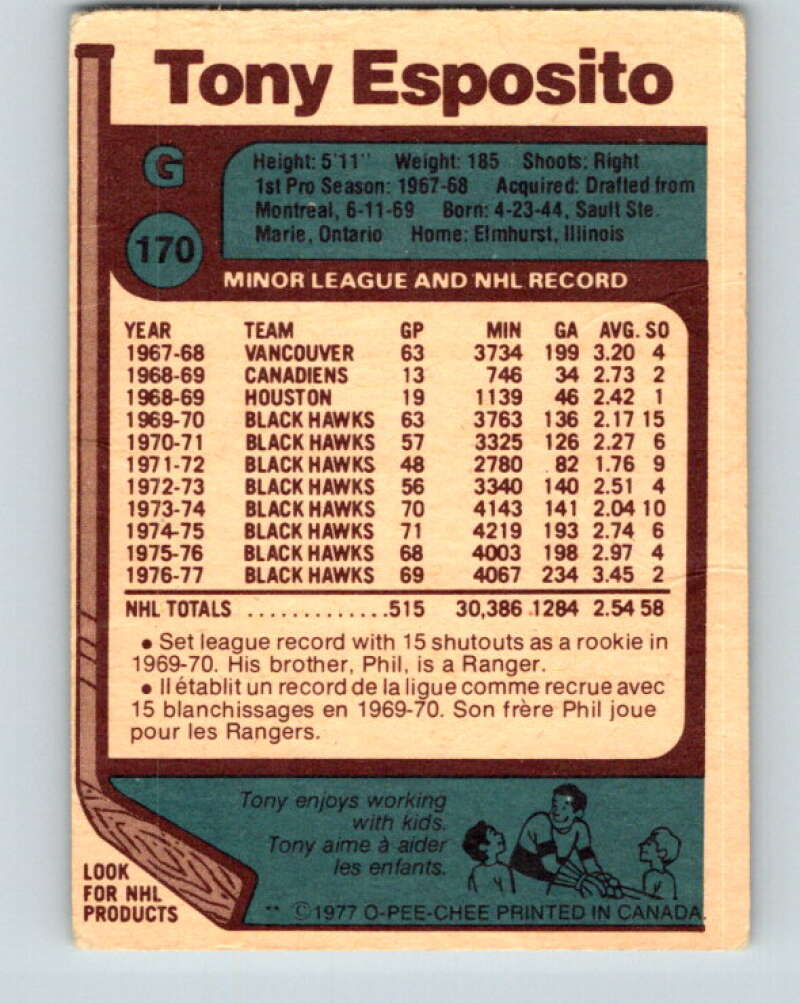 Tony Esposito
G
Height: 5'11" Weight: 185 Shoots: Right
1st Pro Season: 1967-68 Acquired: Drafted from
Montreal, 6-11-69 Born: 4-23-44, Sault Ste.
Marie, Ontario Home: Elmhurst, Illinois
170
MINOR LEAGUE AND NHL RECORD
YEAR TEAM GP MIN GA AVG. SO
1967-68 VANCOUVER 63 3734 199 3.20 4
1968-69 CANADIENS 13 746 34 2.73 2
1968-69 HOUSTON 19 1139 46 2.42 1
1969-70 BLACK HAWKS 63 3763 136 2.17 15
1970-71 BLACK HAWKS 57 3325 126 2.27 6
1971-72 BLACK HAWKS 48 2780 82 1.76 9
1972-73 BLACK HAWKS 56 3340 140 2.51 4
1973-74 BLACK HAWKS 70 4143 141 2.04 10
1974-75 BLACK HAWKS 71 4219 193 2.74 6
1975-76 BLACK HAWKS 68 4003 198 2.97 4
1976-77 BLACK HAWKS 69 4067 234 3.45 2
NHL TOTALS .............515 30,386 1284 2.54 58
• Set league record with 15 shutouts as a rookie in
1969-70. His brother, Phil, is a Ranger.
• Il établit un record de la ligue comme recrue avec
15 blanchissages en 1969-70. Son frère Phil joue
pour les Rangers.
Tony enjoys working
with kids.
Tony aime à aider
les enfants.
LOOK
FOR NHL
PRODUCTS
** ©1977 O-PEE-CHEE PRINTED IN CANADA.